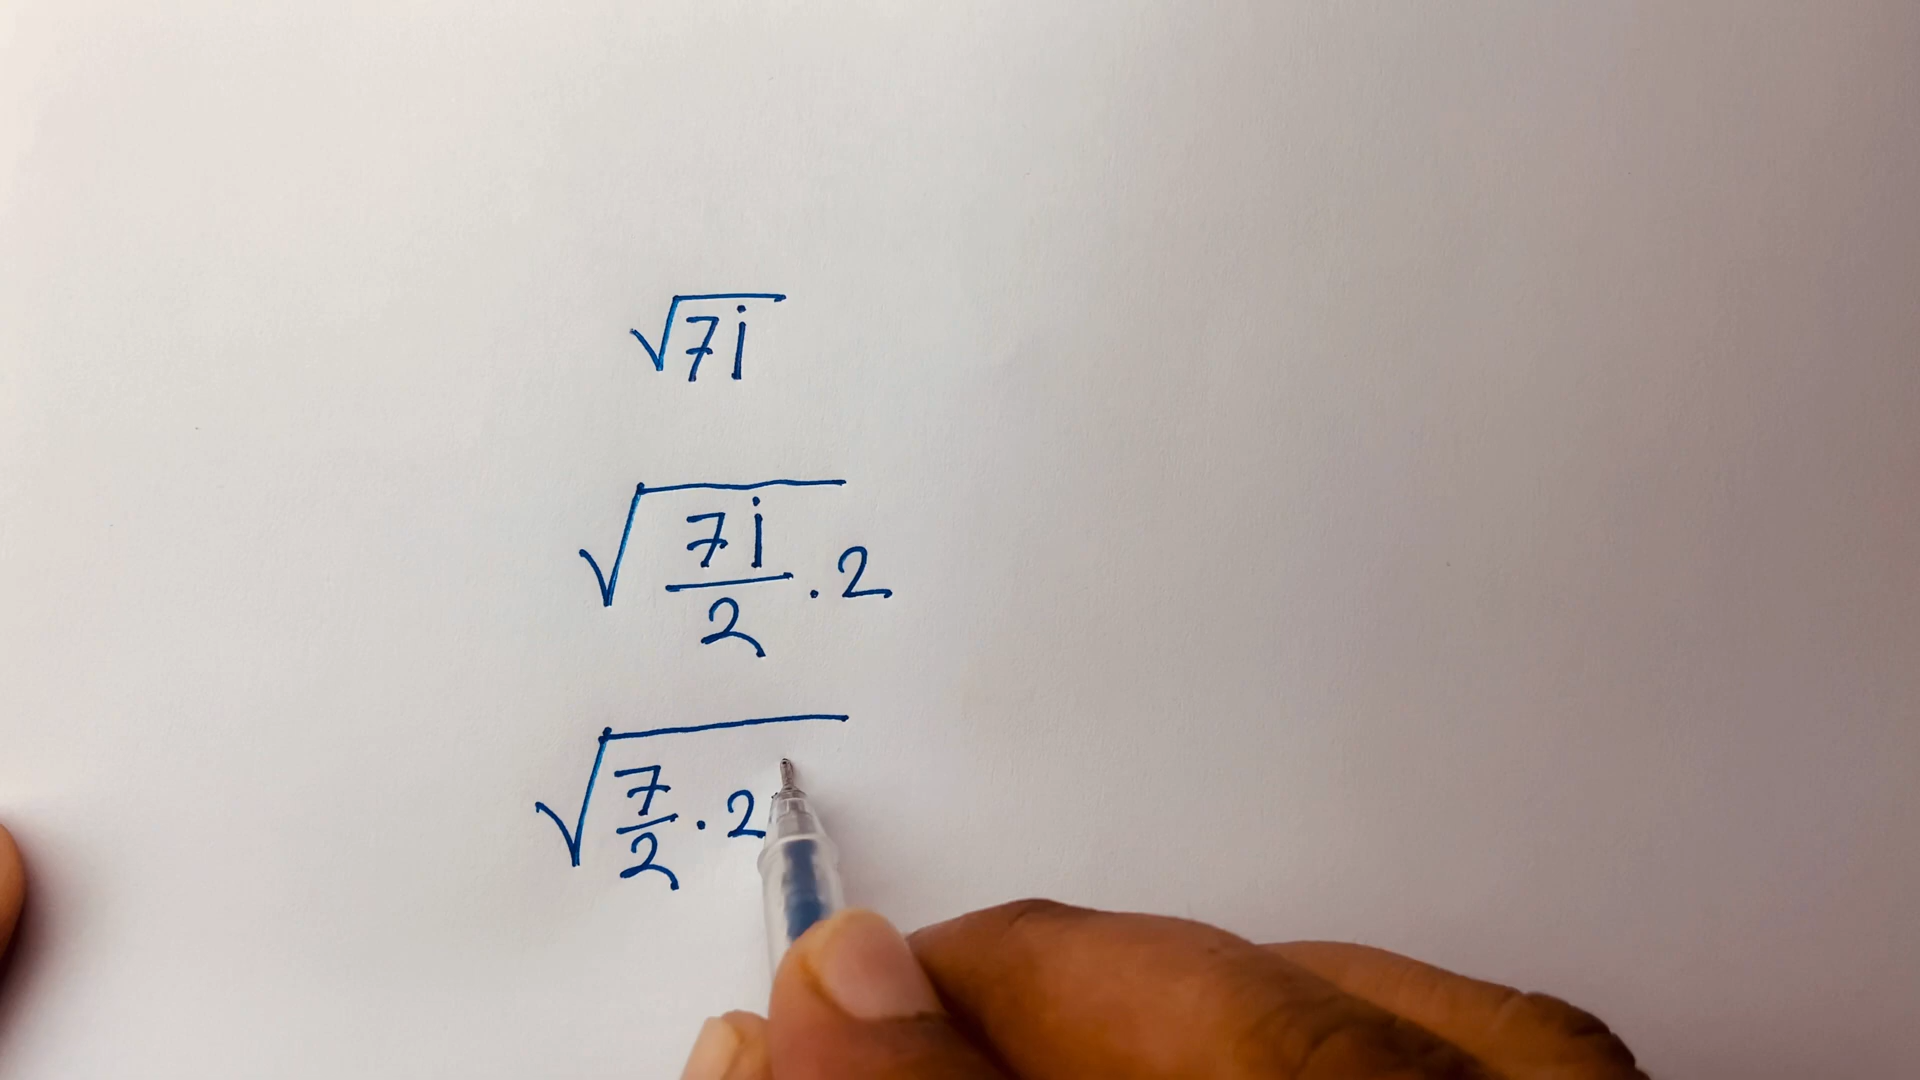 √7i
√7i/2 . 2
√7/2 . 2